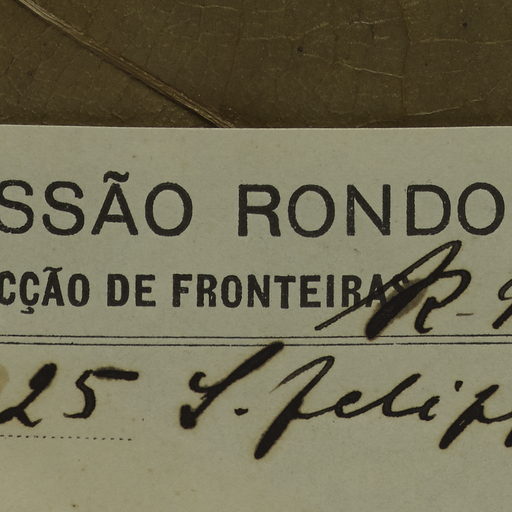 SSÃO RONDO
CÇÃO DE FRONTEIRAS R-
25 S. felip